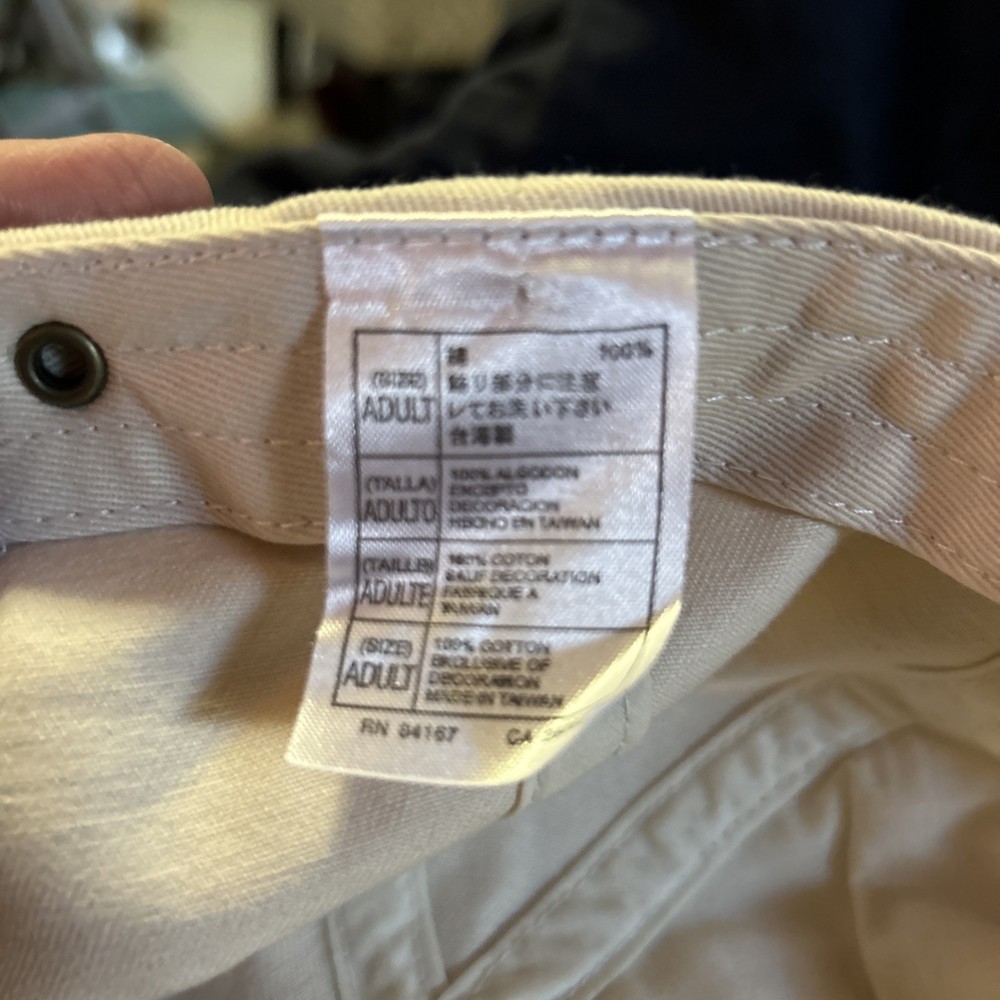 (SIZE)
ADULT
綿 100%
飾り部分に注意
してお洗い下さい
台湾製
(TALLA)
ADULTO
100% ALGODON
EXCEPTO
DECORACION
HECHO EN TAIWAN
(TAILLE)
ADULTE
100% COTON
SAUF DECORATION
FABRIQUE A
TAIWAN
(SIZE)
ADULT
100% COTTON
EXCLUSIVE OF
DECORATION
MADE IN TAIWAN
RN 84167 CA